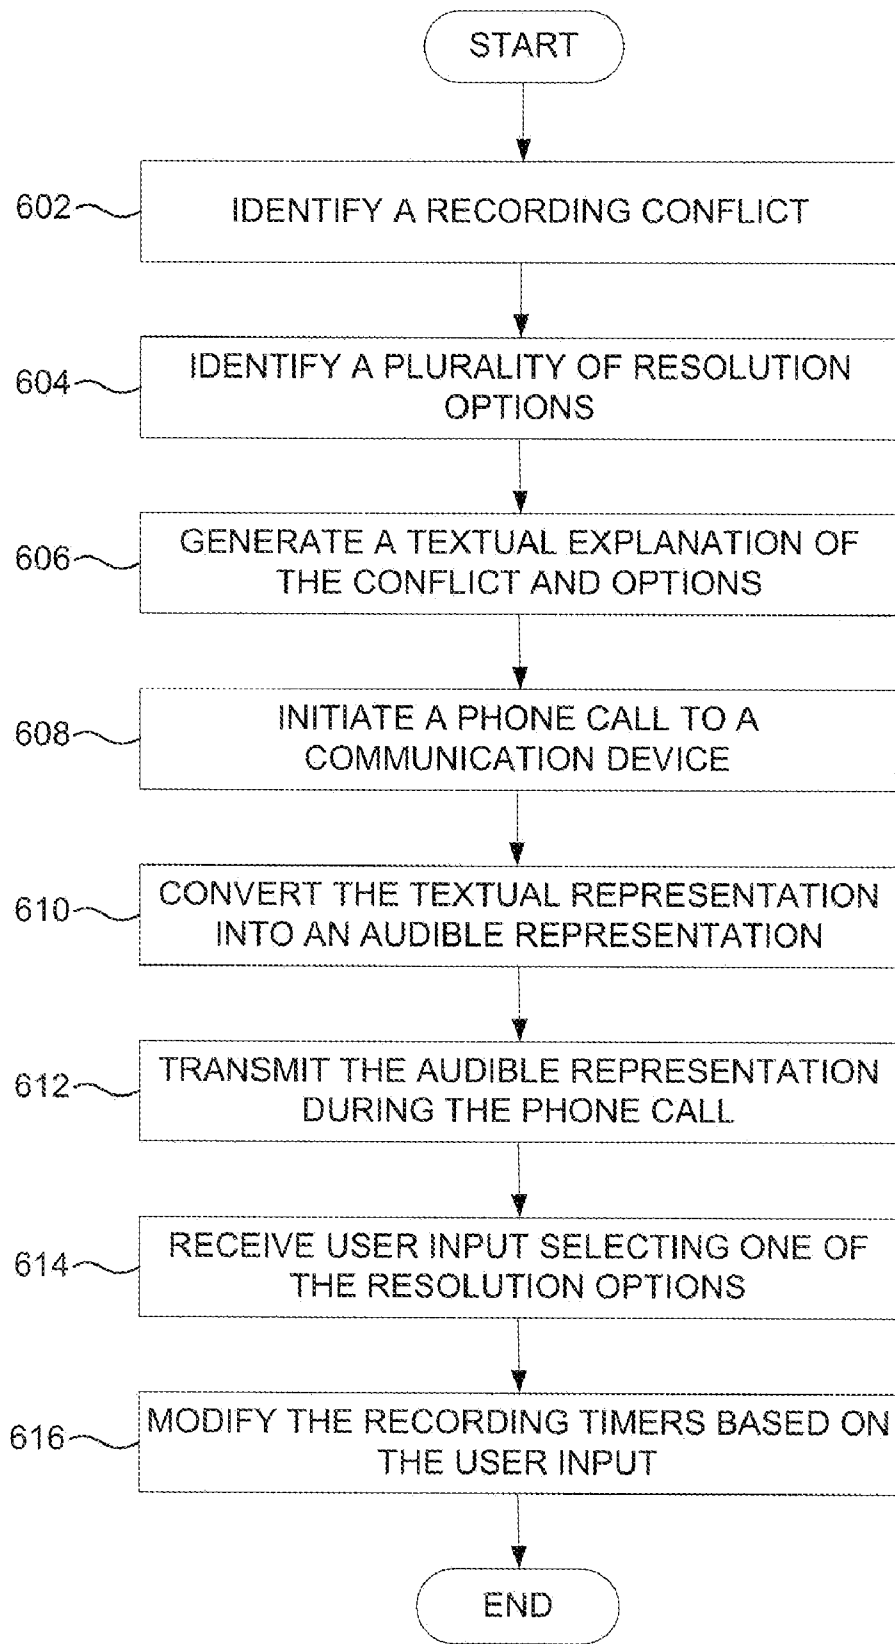 START
602
IDENTIFY A RECORDING CONFLICT
604
IDENTIFY A PLURALITY OF RESOLUTION
OPTIONS
606
GENERATE A TEXTUAL EXPLANATION OF
THE CONFLICT AND OPTIONS
608
INITIATE A PHONE CALL TO A
COMMUNICATION DEVICE
610
CONVERT THE TEXTUAL REPRESENTATION
INTO AN AUDIBLE REPRESENTATION
612
TRANSMIT THE AUDIBLE REPRESENTATION
DURING THE PHONE CALL
614
RECEIVE USER INPUT SELECTING ONE OF
THE RESOLUTION OPTIONS
616
MODIFY THE RECORDING TIMERS BASED ON
THE USER INPUT
END